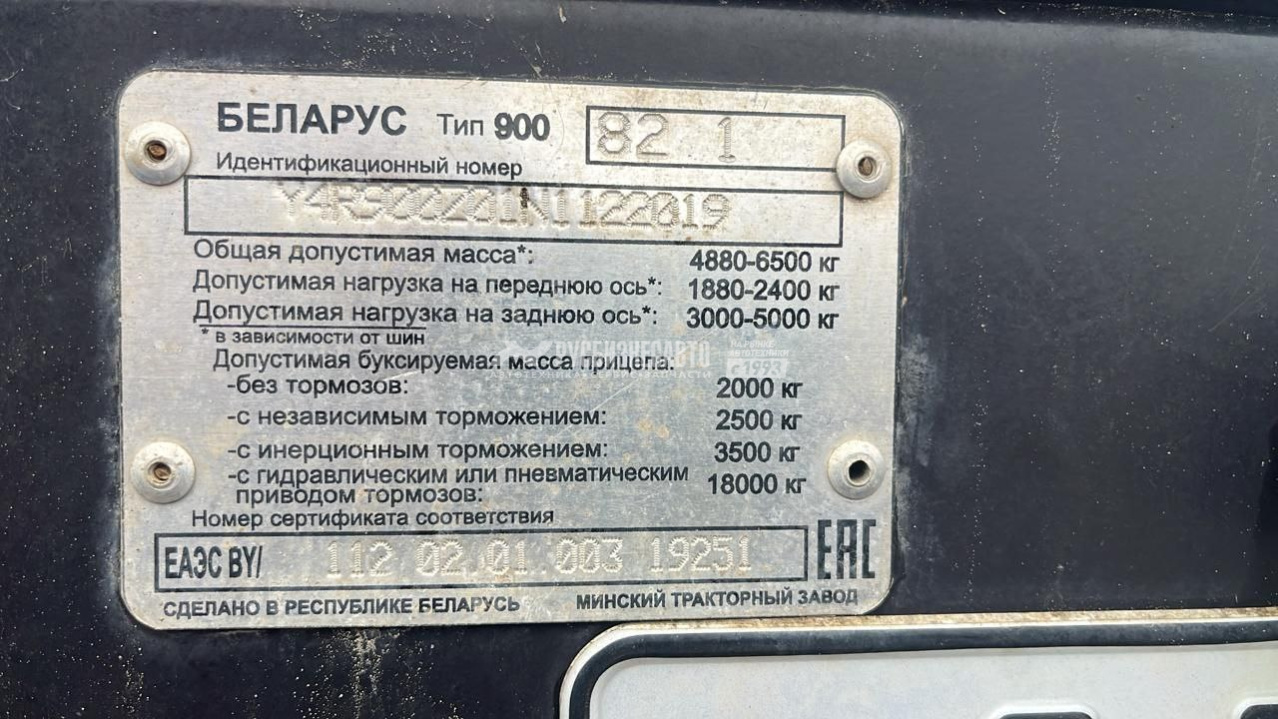 БЕЛАРУС Тип 900 82 1
Идентификационный номер
Y4R900Z01N1122019
Общая допустимая масса*: 4880-6500 кг
Допустимая нагрузка на переднюю ось*: 1880-2400 кг
Допустимая нагрузка на заднюю ось*: 3000-5000 кг
* в зависимости от шин
Допустимая буксируемая масса прицепа:
-без тормозов: 2000 кг
-с независимым торможением: 2500 кг
-с инерционным торможением: 3500 кг
-с гидравлическим или пневматическим 18000 кг
приводом тормозов:
Номер сертификата соответствия
ЕАЭС BY/ 112 02.01.003 19251 EAC
СДЕЛАНО В РЕСПУБЛИКЕ БЕЛАРУСЬ МИНСКИЙ ТРАКТОРНЫЙ ЗАВОД
РУСБИЗНЕСАВТО
с 1993